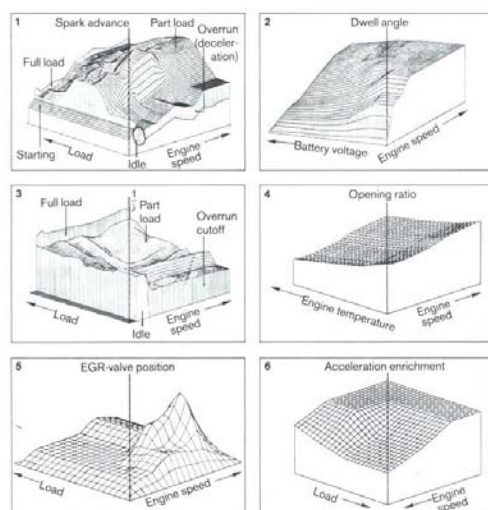 1
Spark advance
Part load
Overrun
(deceler-
ation)
Full load
Starting
Load
Idle
Engine
speed
2
Dwell angle
Battery voltage
Engine speed
3
Full load
1
Part
load
Overrun
cutoff
Load
Idle
Engine
speed
4
Opening ratio
Engine temperature
Engine
speed
5
EGR-valve position
Load
Engine speed
6
Acceleration enrichment
Load
Engine
speed